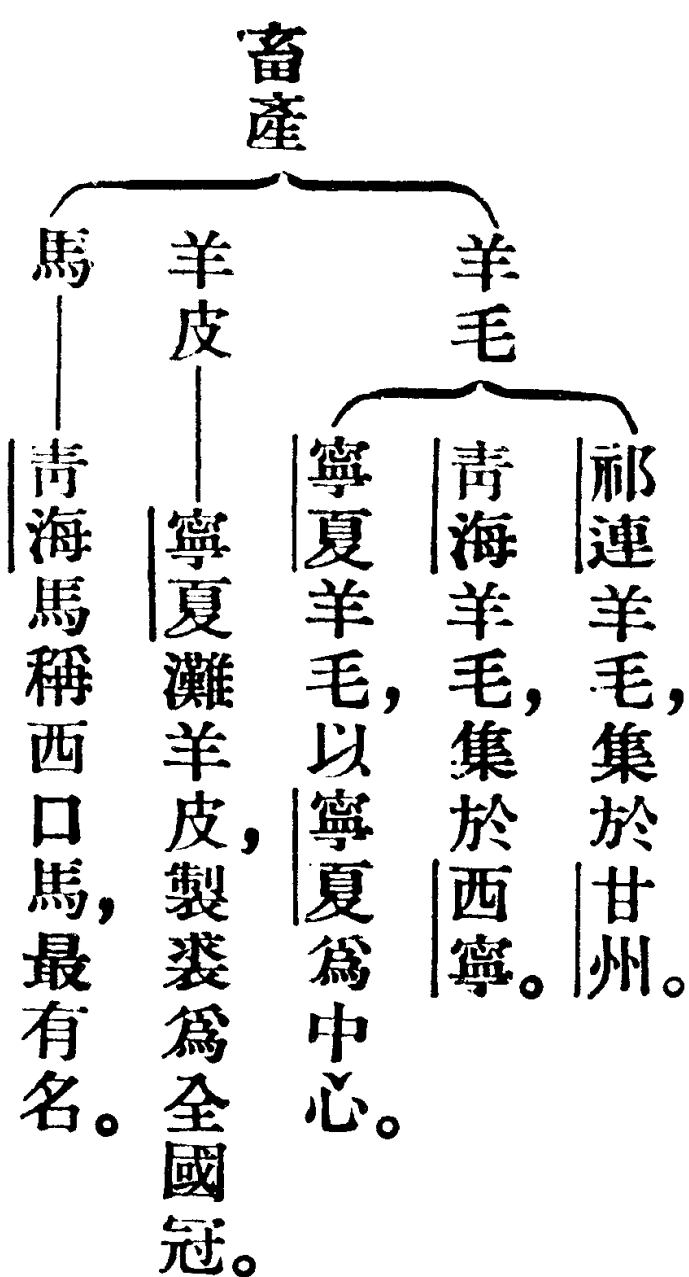 畜產
羊毛
祁連羊毛，集於甘州。
靑海羊毛，集於西寧。
寧夏羊毛，以寧夏爲中心。
羊皮
寧夏灘羊皮，製裘爲全國冠。
馬
靑海馬稱西口馬，最有名。